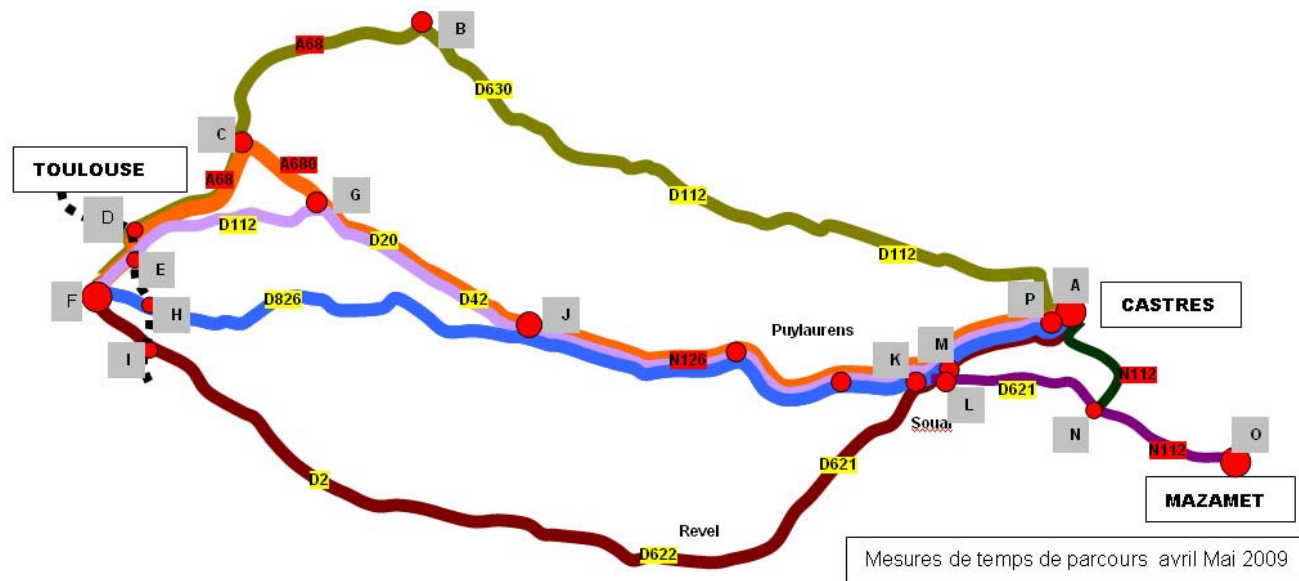 A68
B
D630
C
A680
TOULOUSE
A68
G
D112
D
D112
D20
D112
E
P
A
F
D826
D42
CASTRES
H
J
Puylaurens
M
I
N126
K
N112
D621
L
Soual
N
O
D621
N112
D2
MAZAMET
Revel
D622
Mesures de temps de parcours avril Mai 2009